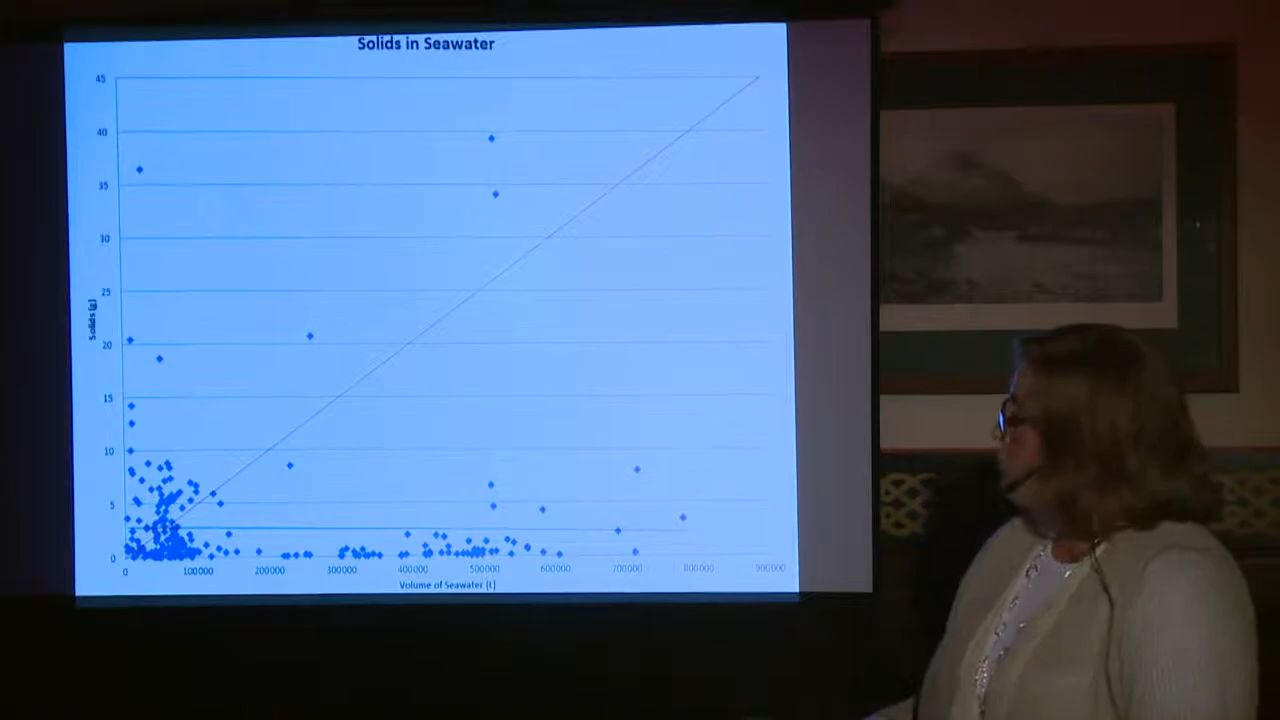 Solids in Seawater
45
40
35
30
25
20
15
10
5
0
Solids (g)
0 100000 200000 300000 400000 500000 600000 700000 800000 900000
Volume of Seawater (L)